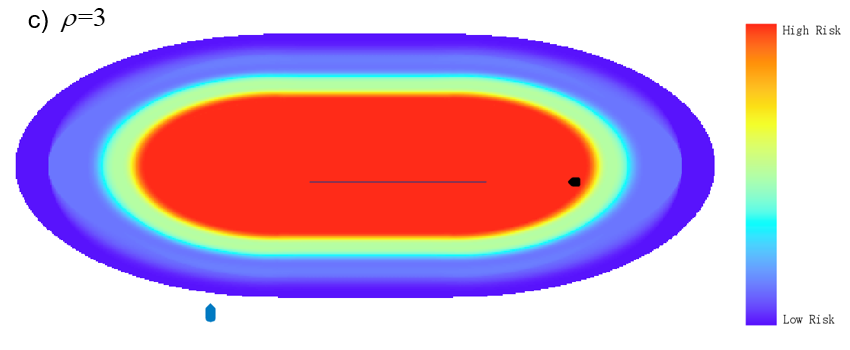 c) ρ=3
High Risk
Low Risk